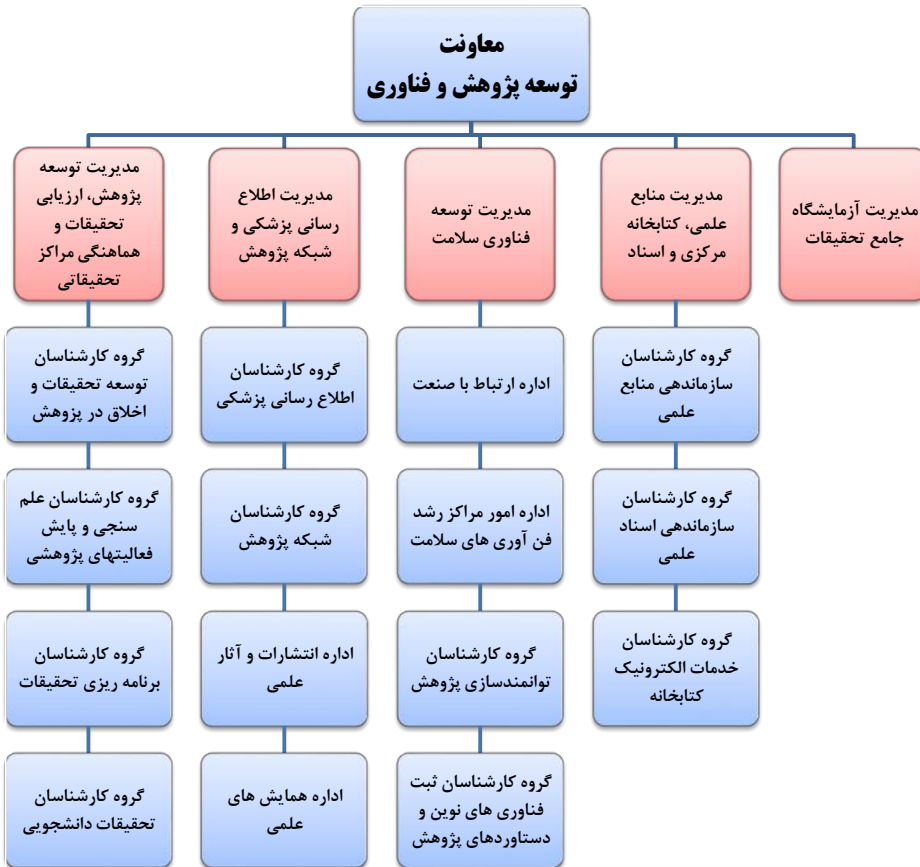 معاونت
توسعه پژوهش و فناوری
مدیریت آزمایشگاه
جامع تحقیقات
مدیریت منابع
علمی، کتابخانه
مرکزی و اسناد
گروه کارشناسان
سازماندهی منابع
علمی
گروه کارشناسان
سازماندهی اسناد
علمی
گروه کارشناسان
خدمات الکترونیک
کتابخانه
مدیریت توسعه
فناوری سلامت
اداره ارتباط با صنعت
اداره امور مراکز رشد
فن آوری های سلامت
گروه کارشناسان
توانمندسازی پژوهش
گروه کارشناسان ثبت
فناوری های نوین و
دستاوردهای پژوهش
مدیریت اطلاع
رسانی پزشکی و
شبکه پژوهش
گروه کارشناسان
اطلاع رسانی پزشکی
گروه کارشناسان
شبکه پژوهش
اداره انتشارات و آثار
علمی
اداره همایش های
علمی
مدیریت توسعه
پژوهش، ارزیابی
تحقیقات و
هماهنگی مراکز
تحقیقاتی
گروه کارشناسان
توسعه تحقیقات و
اخلاق در پزوهش
گروه کارشناسان علم
سنجی و پایش
فعالیتهای پژوهشی
گروه کارشناسان
برنامه ریزی تحقیقات
گروه کارشناسان
تحقیقات دانشجویی